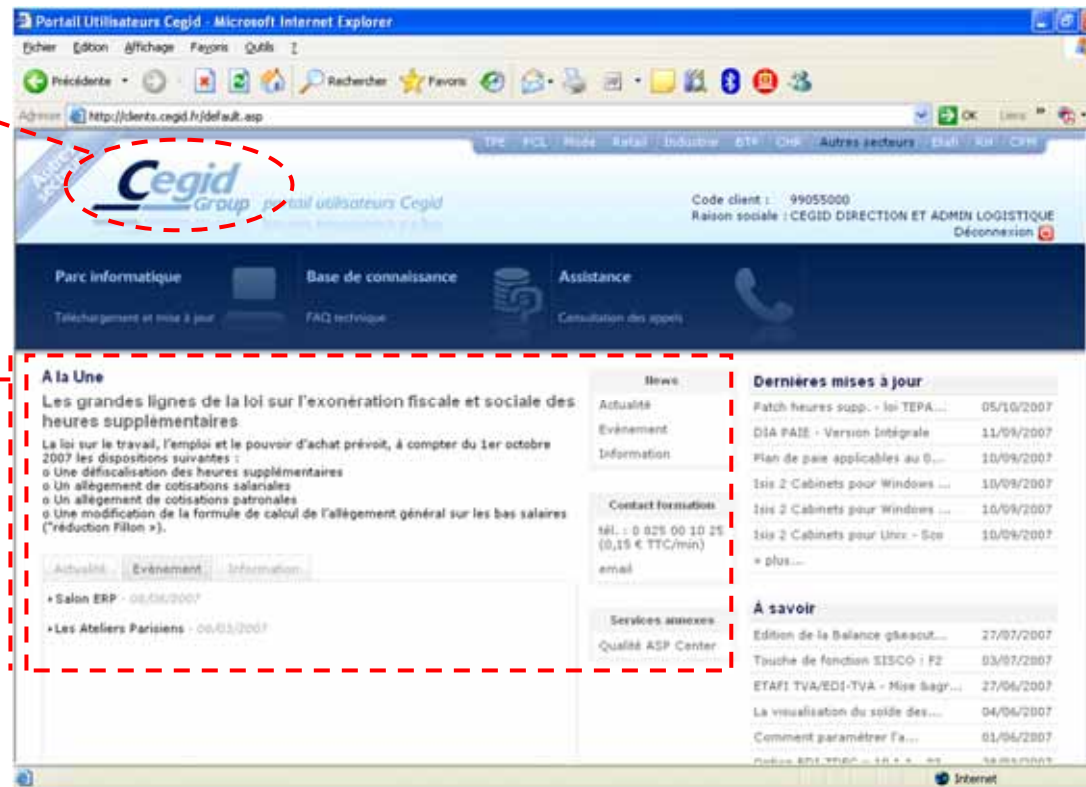 Portail Utilisateurs Cegid - Microsoft Internet Explorer
Fichier Edition Affichage Favoris Outils ?
Précédente Rechercher Favoris
Adresse http://clients.cegid.fr/default.asp OK Liens
TPE PCL Mode Retail Industrie BTP CHR Autres secteurs Etafi RH CPM
Autres secteurs
Cegid
Group portail utilisateurs Cegid
Code client : 99055000
Raison sociale : CEGID DIRECTION ET ADMIN LOGISTIQUE
Déconnexion
Parc informatique Base de connaissance Assistance
Téléchargement et mise à jour FAQ technique Consultation des appels
A la Une
Les grandes lignes de la loi sur l'exonération fiscale et sociale des
heures supplémentaires
La loi sur le travail, l'emploi et le pouvoir d'achat prévoit, à compter du 1er octobre
2007 les dispositions suivantes :
o Une défiscalisation des heures supplémentaires
o Un allègement de cotisations salariales
o Un allègement de cotisations patronales
o Une modification de la formule de calcul de l'allègement général sur les bas salaires
("réduction Fillon »).
Actualité Evènement Information
Salon ERP -
Les Ateliers Parisiens -
News
Actualité
Evènement
Information
Contact formation
tél. : 0 825 00 10 25
(0,15 € TTC/min)
email
Services annexes
Qualité ASP Center
Dernières mises à jour
Patch heures supp. - loi TEPA... 05/10/2007
DIA PAIE - Version Intégrale 11/09/2007
Plan de paie applicables au 0... 10/09/2007
Isis 2 Cabinets pour Windows ... 10/09/2007
Isis 2 Cabinets pour Windows ... 10/09/2007
Isis 2 Cabinets pour Unix - Sco 10/09/2007
+ plus...
À savoir
Edition de la Balance g&eacut... 27/07/2007
Touche de fonction SISCO : F2 03/07/2007
ETAFI TVA/EDI-TVA - Mise &agr... 27/06/2007
La visualisation du solde des... 04/06/2007
Comment paramétrer l'a... 01/06/2007
Internet